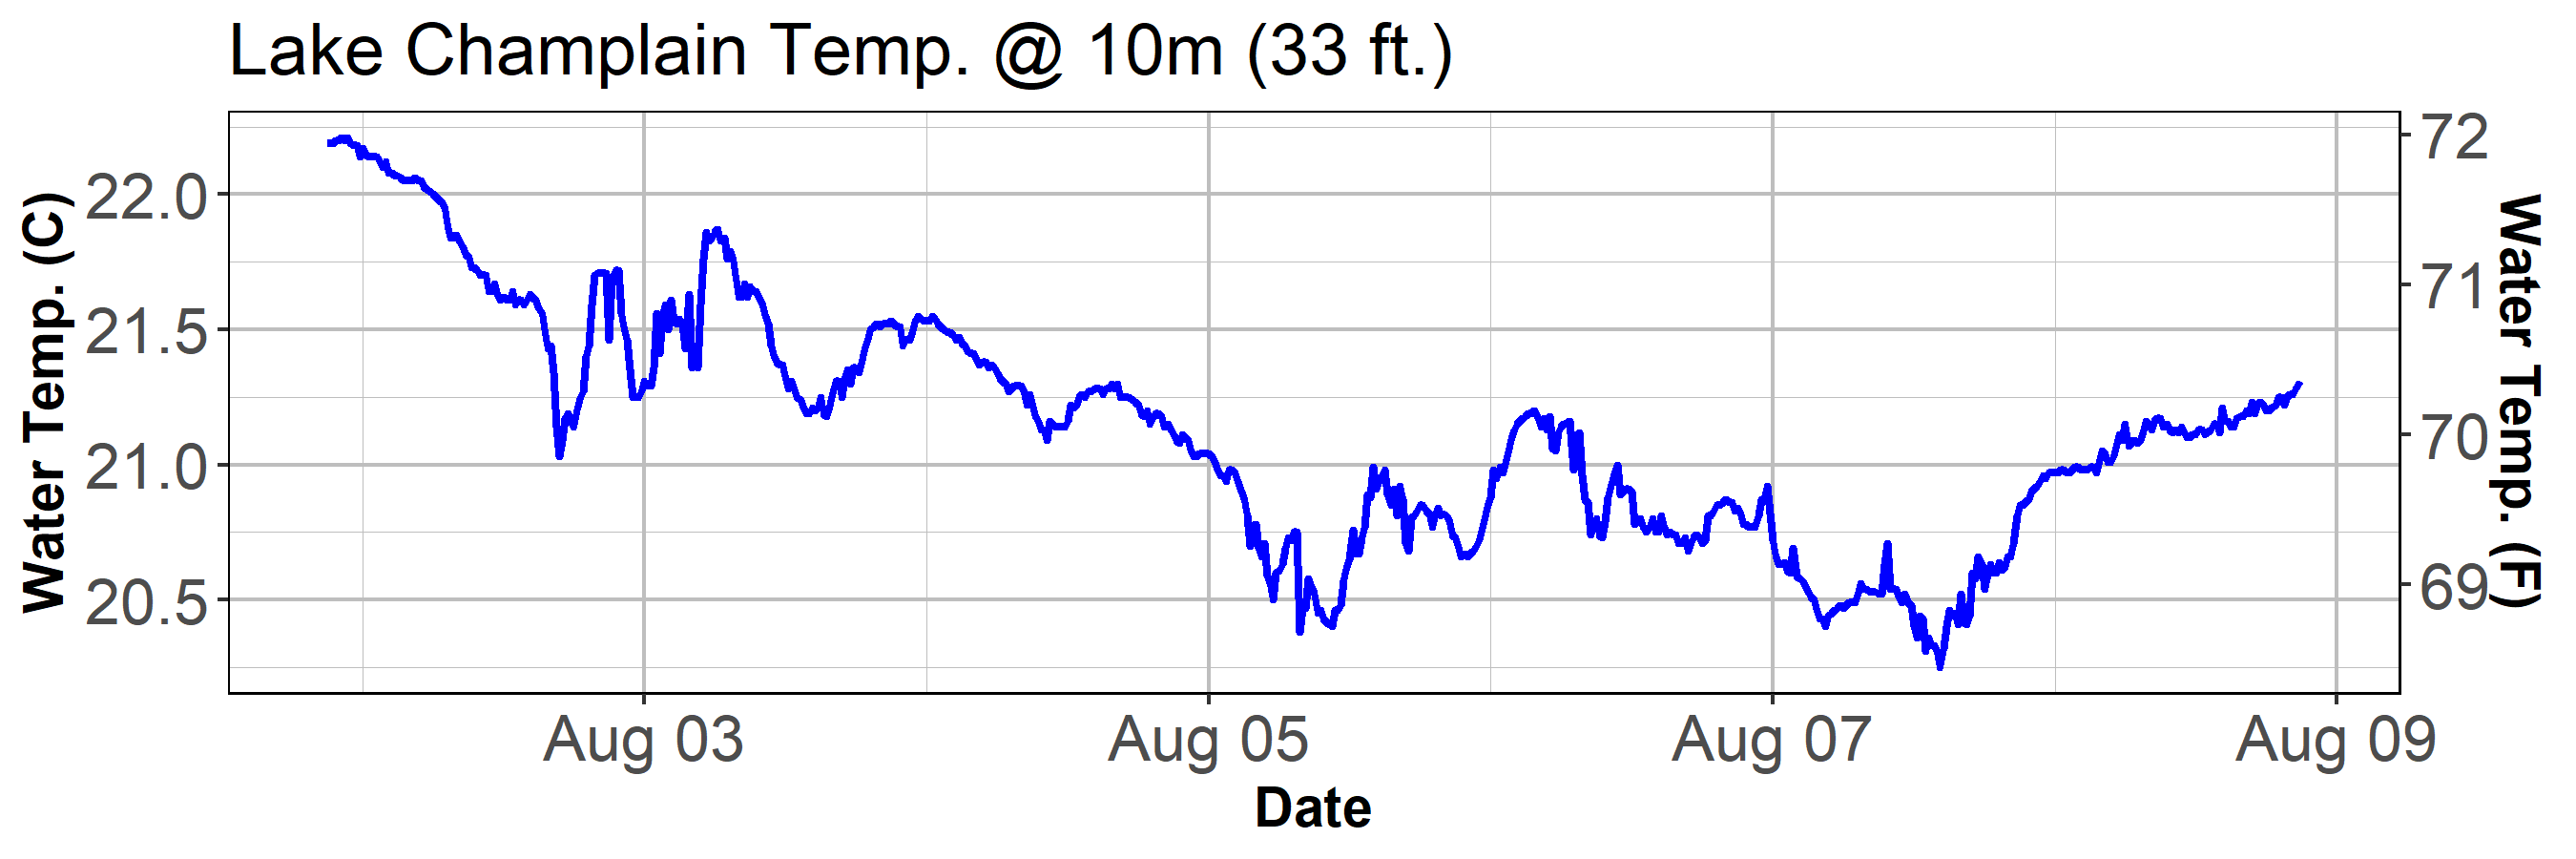 Lake Champlain Temp. @ 10m (33 ft.)
Water Temp. (C)
22.0
21.5
21.0
20.5
72
71
70
69
Water Temp. (F)
Aug 03
Aug 05
Aug 07
Aug 09
Date